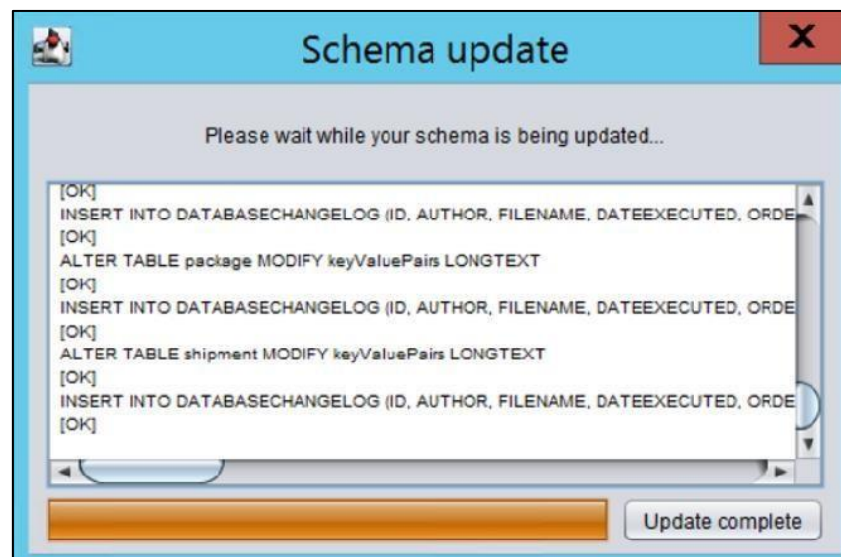 Schema update
Please wait while your schema is being updated...
[OK]
INSERT INTO DATABASECHANGELOG (ID, AUTHOR, FILENAME, DATEEXECUTED, ORDE
[OK]
ALTER TABLE package MODIFY keyValuePairs LONGTEXT
[OK]
INSERT INTO DATABASECHANGELOG (ID, AUTHOR, FILENAME, DATEEXECUTED, ORDE
[OK]
ALTER TABLE shipment MODIFY keyValuePairs LONGTEXT
[OK]
INSERT INTO DATABASECHANGELOG (ID, AUTHOR, FILENAME, DATEEXECUTED, ORDE
[OK]
Update complete